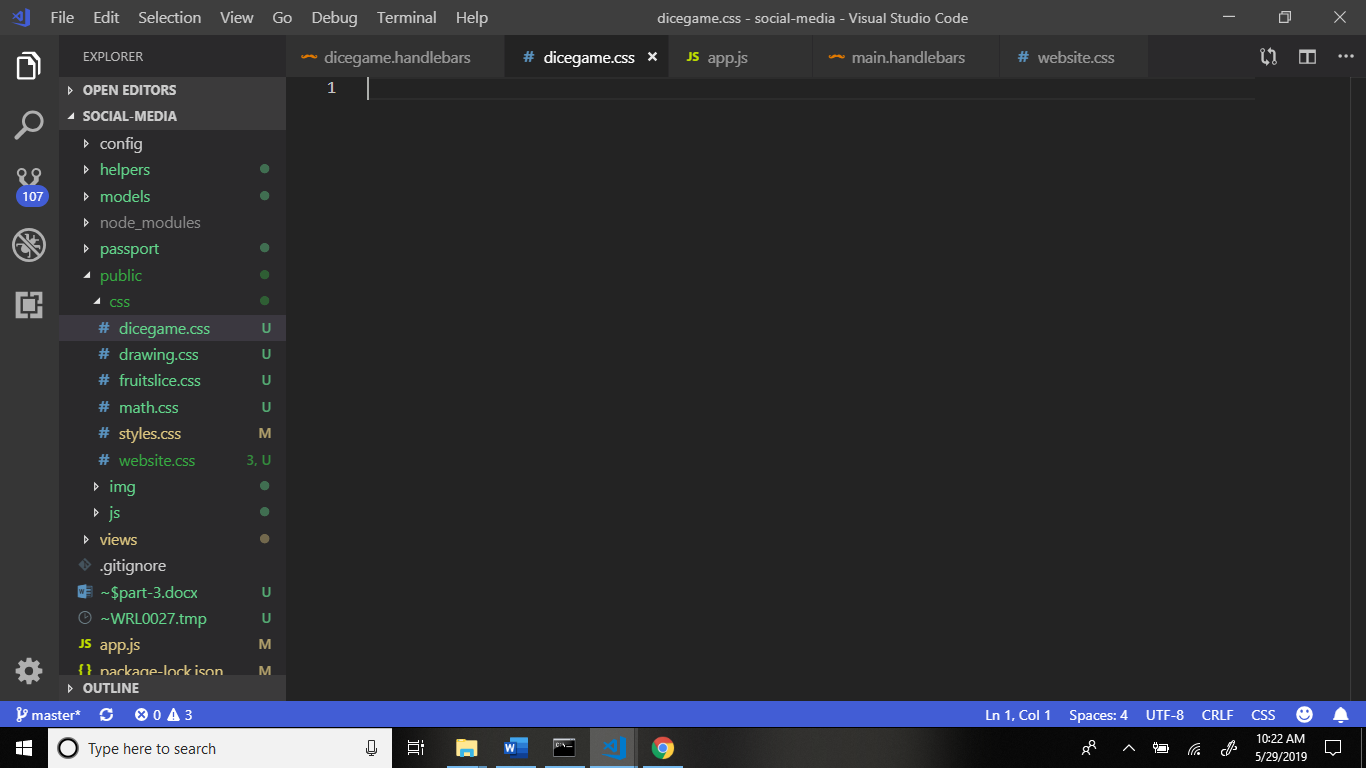 File Edit Selection View Go Debug Terminal Help dicegame.css - social-media - Visual Studio Code
EXPLORER
dicegame.handlebars
# dicegame.css
JS app.js
main.handlebars
# website.css
OPEN EDITORS
SOCIAL-MEDIA
config
helpers
models
107
node_modules
passport
public
css
# dicegame.css U
# drawing.css U
# fruitslice.css U
# math.css U
# styles.css M
# website.css 3, U
img
js
views
.gitignore
~$part-3.docx U
~WRL0027.tmp U
JS app.js M
{} package-lock.json M
OUTLINE
1
master* 0 3 Ln 1, Col 1 Spaces: 4 UTF-8 CRLF CSS
Type here to search
10:22 AM
5/29/2019